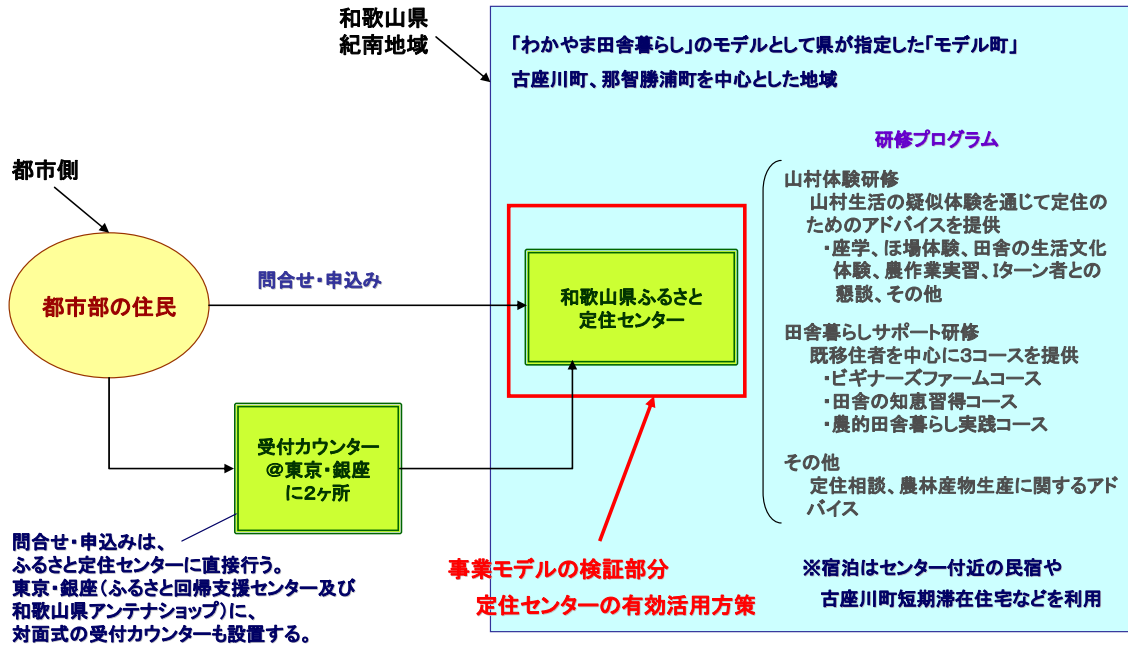 和歌山県
紀南地域
「わかやま田舎暮らし」のモデルとして県が指定した「モデル町」
古座川町、那智勝浦町を中心とした地域
都市側
都市部の住民
問合せ・申込み
和歌山県ふるさと
定住センター
受付カウンター
＠東京・銀座
に２ヶ所
問合せ・申込みは、
ふるさと定住センターに直接行う。
東京・銀座（ふるさと回帰支援センター及び
和歌山県アンテナショップ）に、
対面式の受付カウンターも設置する。
研修プログラム
山村体験研修
山村生活の疑似体験を通じて定住の
ためのアドバイスを提供
・座学、ほ場体験、田舎の生活文化
体験、農作業実習、Iターン者との
懇談、その他
田舎暮らしサポート研修
既移住者を中心に３コースを提供
・ビギナーズファームコース
・田舎の知恵習得コース
・農的田舎暮らし実践コース
その他
定住相談、農林産物生産に関するアド
バイス
事業モデルの検証部分
定住センターの有効活用方策
※宿泊はセンター付近の民宿や
古座川町短期滞在住宅などを利用